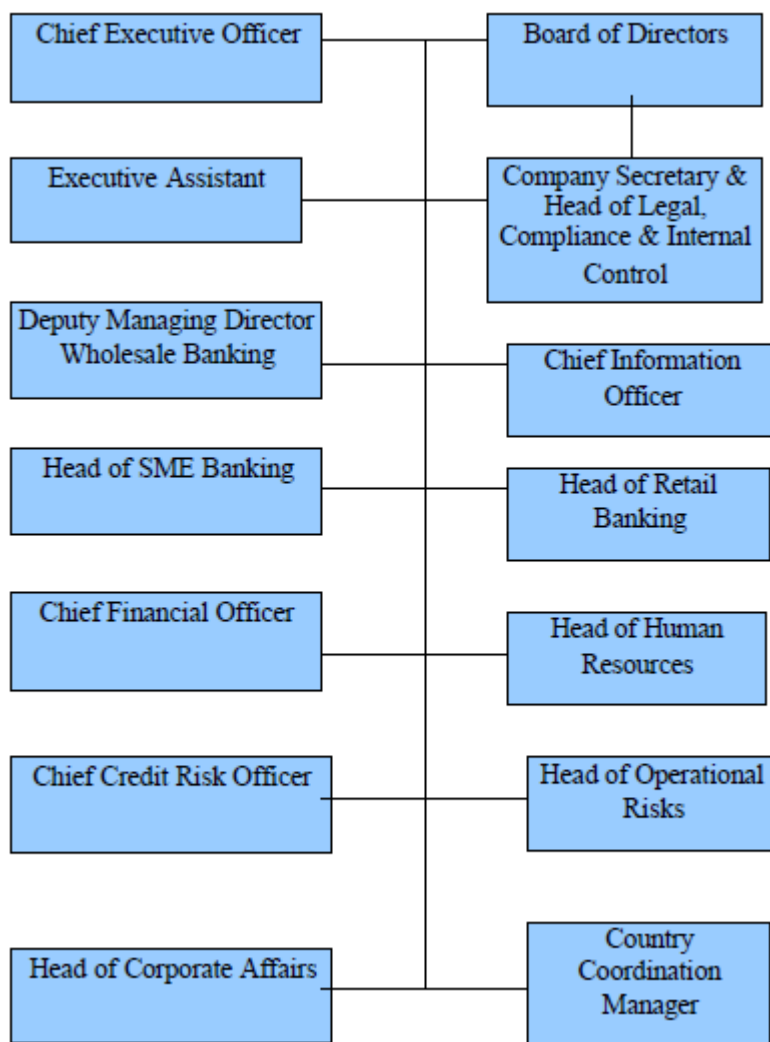 Chief Executive Officer
Board of Directors
Executive Assistant
Company Secretary &
Head of Legal,
Compliance & Internal
Control
Deputy Managing Director
Wholesale Banking
Chief Information
Officer
Head of SME Banking
Head of Retail
Banking
Chief Financial Officer
Head of Human
Resources
Chief Credit Risk Officer
Head of Operational
Risks
Head of Corporate Affairs
Country
Coordination
Manager